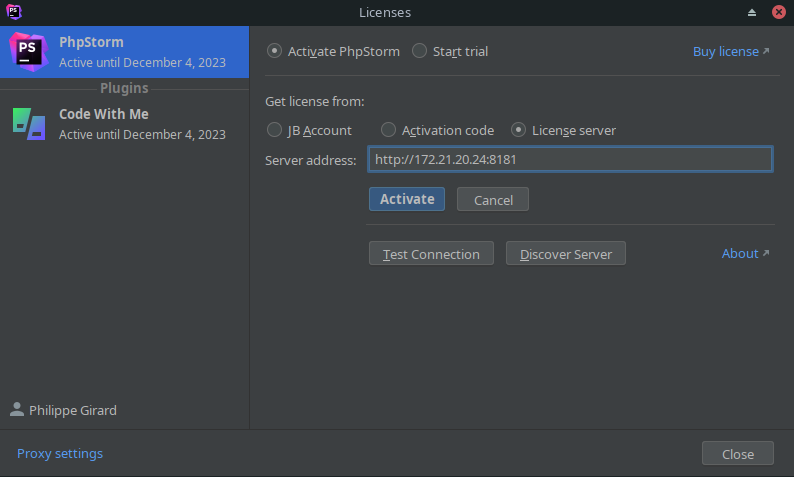 Licenses
PS
PhpStorm
Active until December 4, 2023
Plugins
Code With Me
Active until December 4, 2023
Philippe Girard
Activate PhpStorm
Start trial
Buy license
Get license from:
JB Account
Activation code
License server
Server address:
http://172.21.20.24:8181
Activate
Cancel
Test Connection
Discover Server
About
Proxy settings
Close